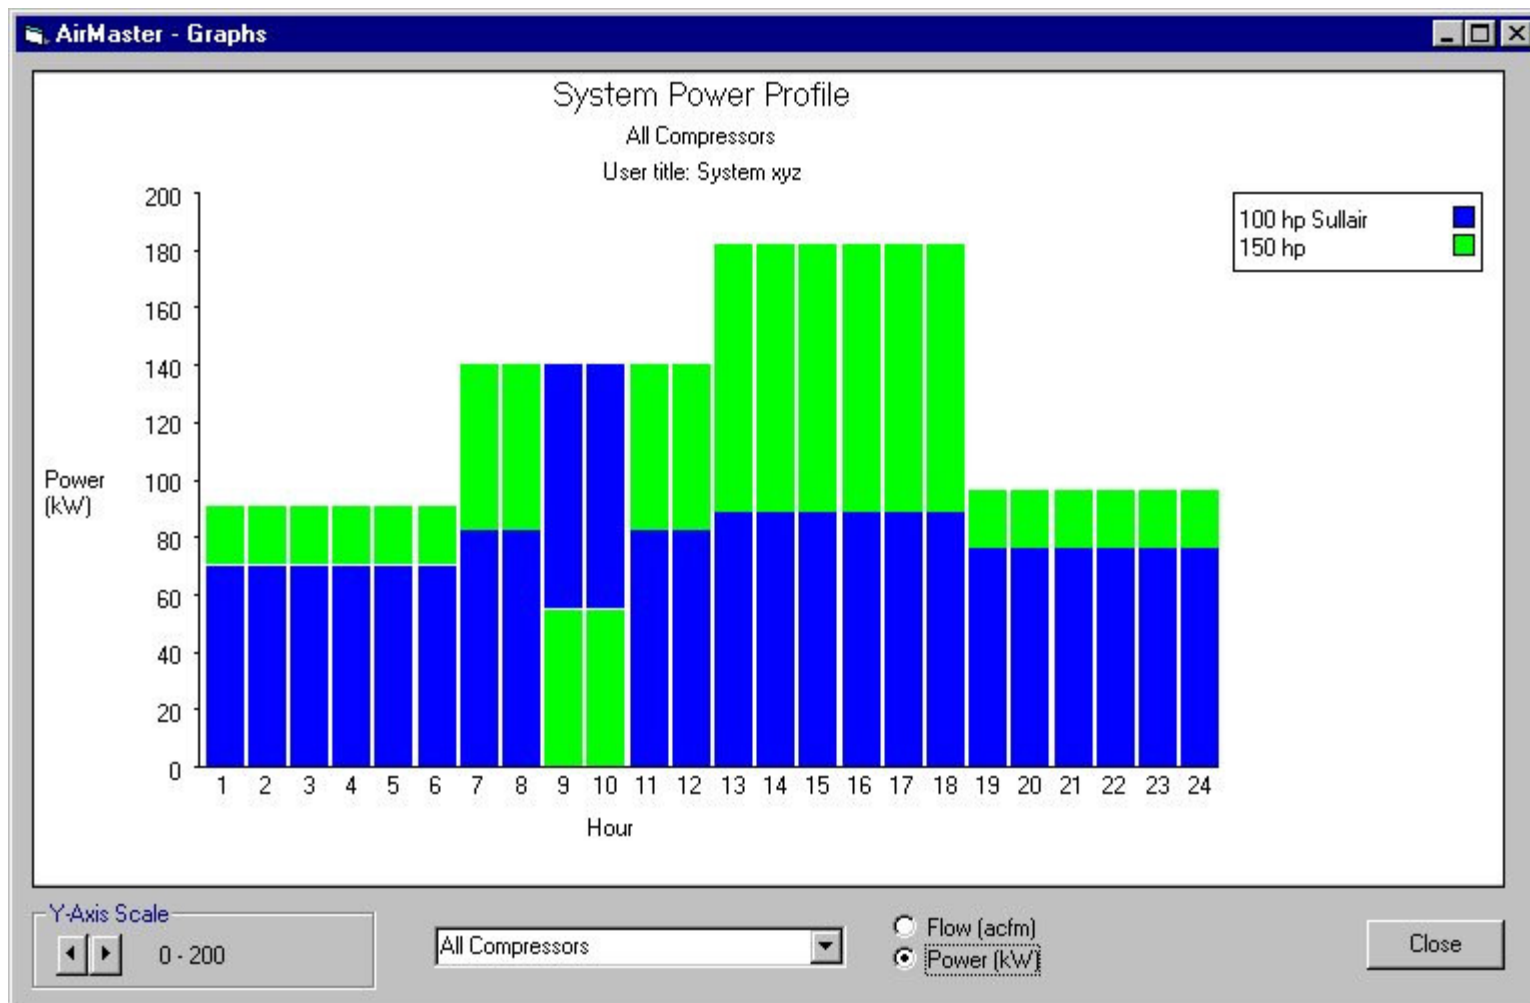 AirMaster - Graphs
System Power Profile
All Compressors
User title: System xyz
200
180
160
140
120
100
80
60
40
20
0
Power
(kW)
1 2 3 4 5 6 7 8 9 10 11 12 13 14 15 16 17 18 19 20 21 22 23 24
Hour
100 hp Sullair
150 hp
Y-Axis Scale
0 - 200
All Compressors
Flow (acfm)
Power (kW)
Close